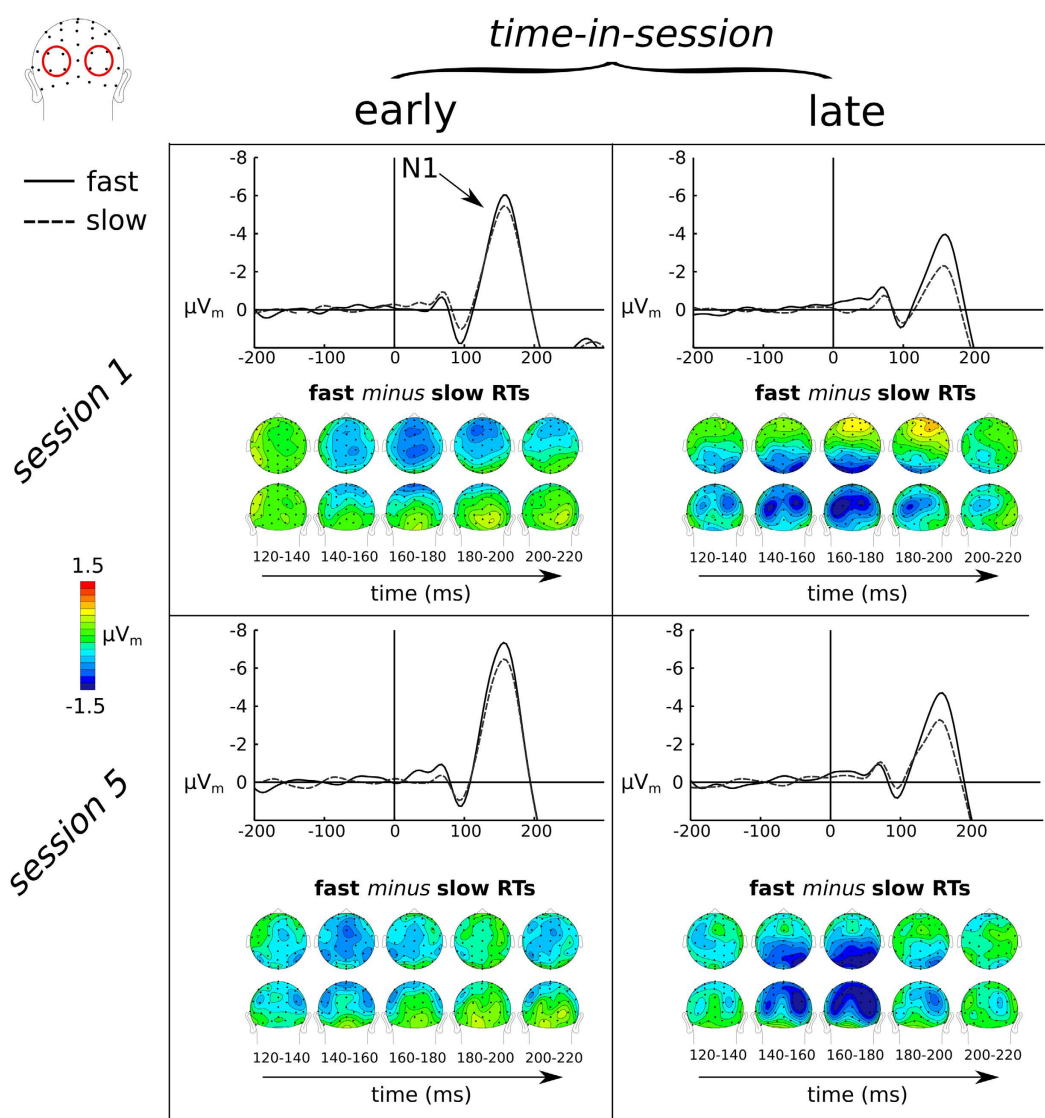 time-in-session
early
late
fast
slow
session 1
-8
-6
-4
-2
0
μVm
N1
-200 -100 0 100 200
fast minus slow RTs
120-140 140-160 160-180 180-200 200-220
time (ms)
-8
-6
-4
-2
0
μVm
-200 -100 0 100 200
fast minus slow RTs
120-140 140-160 160-180 180-200 200-220
time (ms)
1.5
μVm
-1.5
session 5
-8
-6
-4
-2
0
μVm
-200 -100 0 100 200
fast minus slow RTs
120-140 140-160 160-180 180-200 200-220
time (ms)
-8
-6
-4
-2
0
μVm
-200 -100 0 100 200
fast minus slow RTs
120-140 140-160 160-180 180-200 200-220
time (ms)